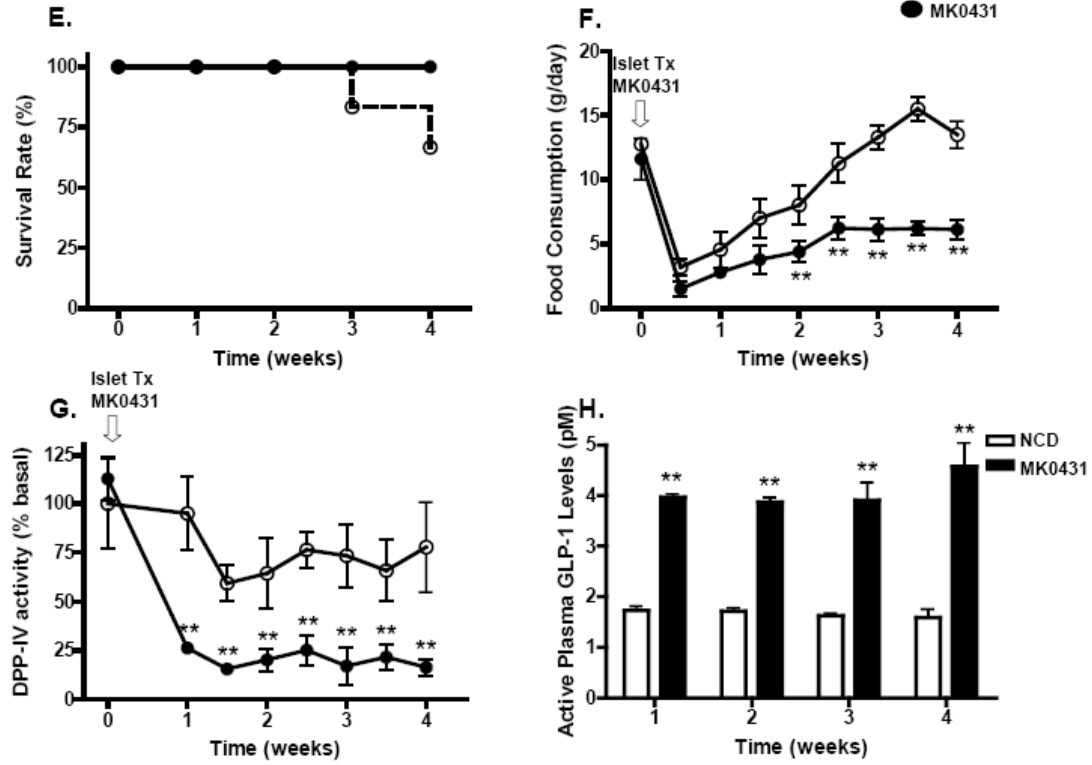 E.
100
75
50
25
0
Survival Rate (%)
0 1 2 3 4
Time (weeks)
F.
MK0431
Islet Tx
MK0431
20
15
10
5
0
Food Consumption (g/day)
** ** ** ** **
0 1 2 3 4
Time (weeks)
G.
Islet Tx
MK0431
125
100
75
50
25
0
DPP-IV activity (% basal)
** ** ** ** ** ** **
0 1 2 3 4
Time (weeks)
H.
NCD
MK0431
5
4
3
2
1
0
Active Plasma GLP-1 Levels (pM)
** ** ** **
1 2 3 4
Time (weeks)